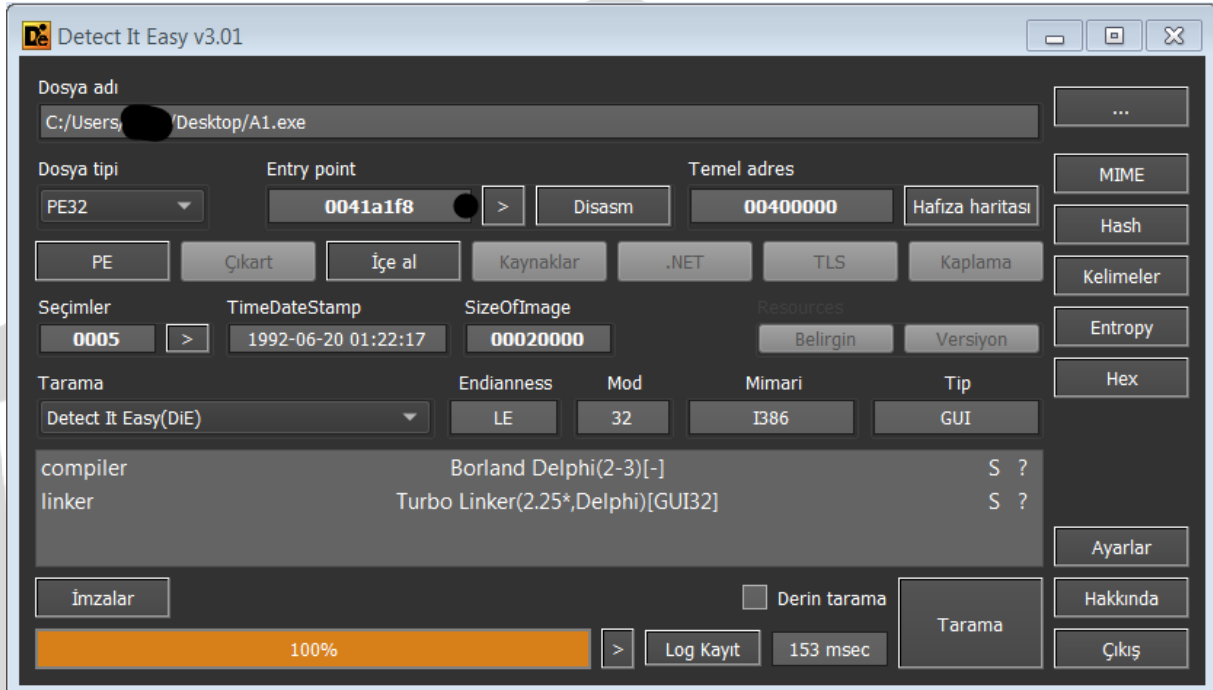 Detect It Easy v3.01
Dosya adı
C:/Users/ /Desktop/A1.exe
...
Dosya tipi Entry point Temel adres
PE32 0041a1f8 > Disasm 00400000 Hafıza haritası
MIME
Hash
PE Çıkart İçe al Kaynaklar .NET TLS Kaplama
Kelimeler
Seçimler TimeDateStamp SizeOfImage Resources
0005 > 1992-06-20 01:22:17 00020000 Belirgin Versiyon
Entropy
Tarama Endianness Mod Mimari Tip
Hex
Detect It Easy(DiE) LE 32 I386 GUI
compiler Borland Delphi(2-3)[-] S ?
linker Turbo Linker(2.25*,Delphi)[GUI32] S ?
Ayarlar
İmzalar Derin tarama Tarama Hakkında
100% > Log Kayıt 153 msec Çıkış